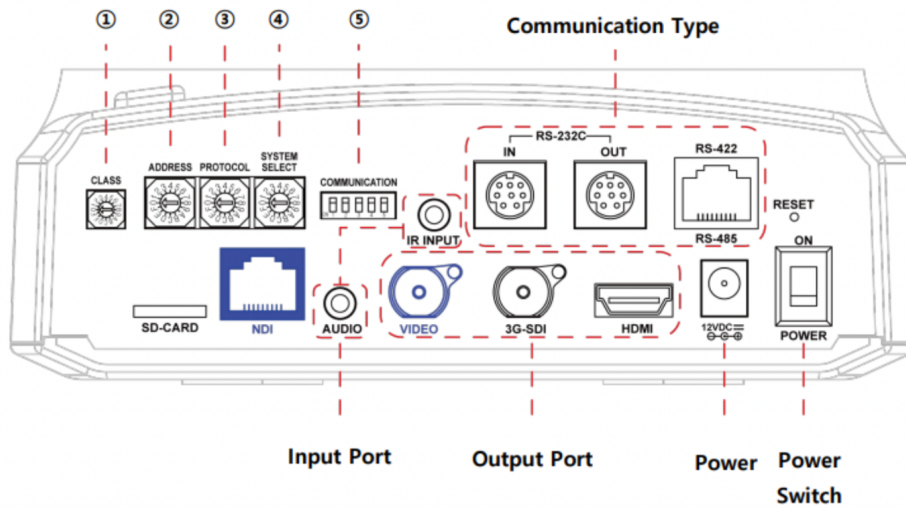 ① ② ③ ④ ⑤
Communication Type
RS-232C
IN OUT RS-422
CLASS ADDRESS PROTOCOL SYSTEM
SELECT
COMMUNICATION
RESET
IR INPUT RS-485 ON
SD-CARD NDI AUDIO VIDEO 3G-SDI HDMI 12VDC POWER
Input Port Output Port Power Power
Switch